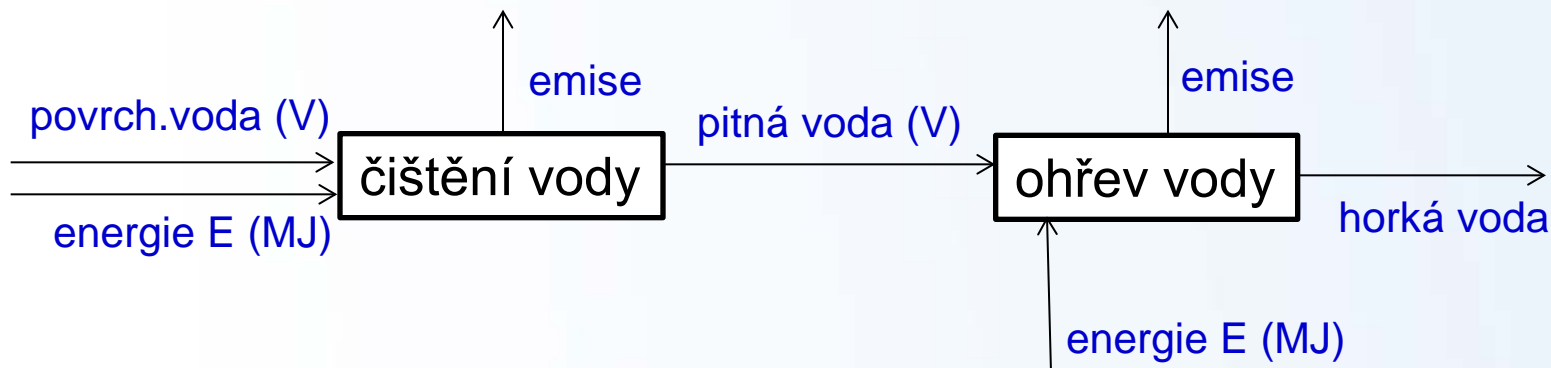 emise
povrch.voda (V)
čištění vody
energie E (MJ)
pitná voda (V)
emise
ohřev vody
horká voda
energie E (MJ)